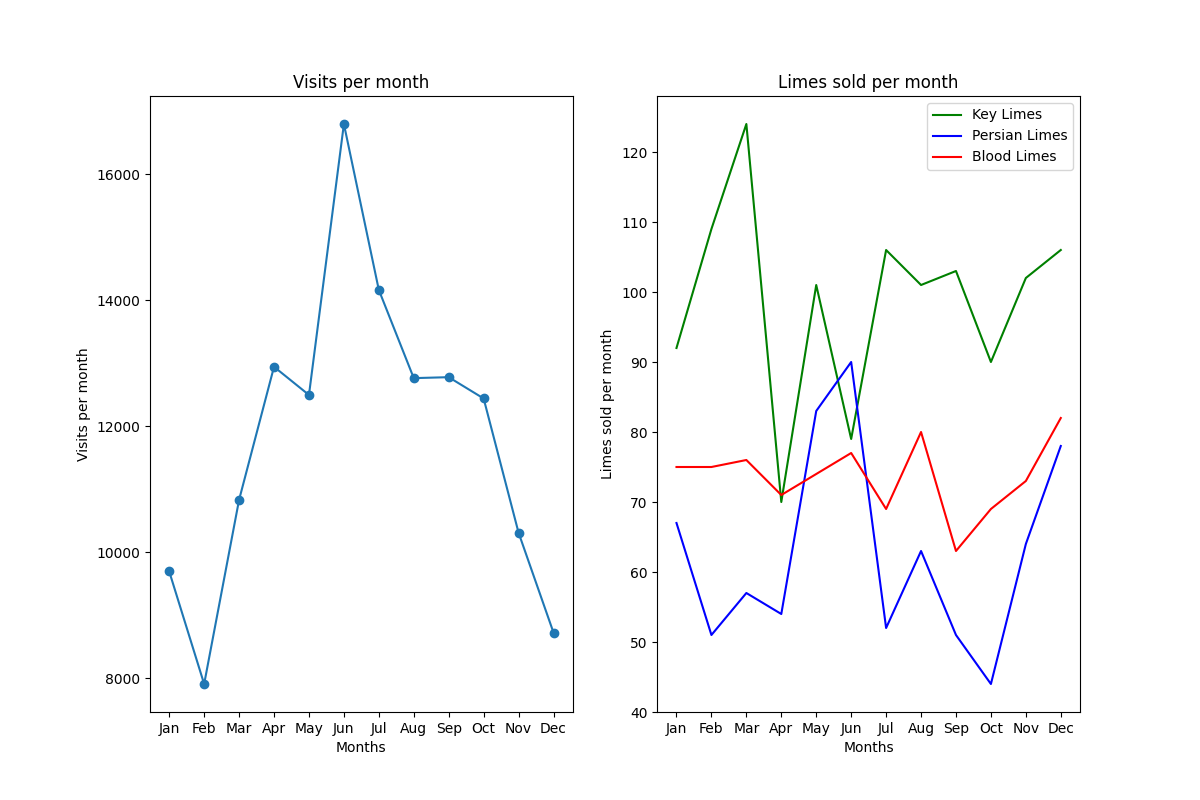 Visits per month
Visits per month
16000
14000
12000
10000
8000
Jan Feb Mar Apr May Jun Jul Aug Sep Oct Nov Dec
Months
Limes sold per month
Key Limes
Persian Limes
Blood Limes
Limes sold per month
120
110
100
90
80
70
60
50
40
Jan Feb Mar Apr May Jun Jul Aug Sep Oct Nov Dec
Months